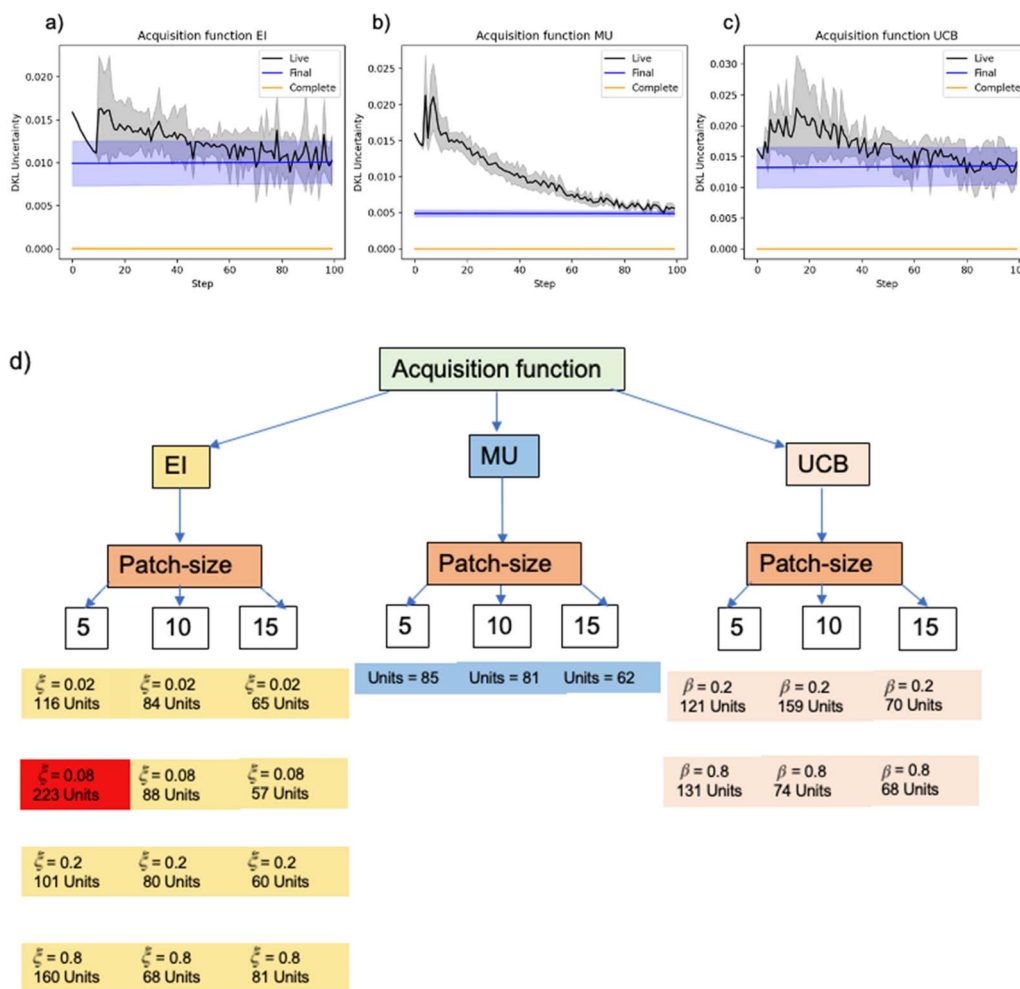 a)
Acquisition function EI
Live
Final
Complete
DKL Uncertainty
0.020
0.015
0.010
0.005
0.000
0 20 40 60 80 100
Step
b)
Acquisition function MU
Live
Final
Complete
DKL Uncertainty
0.025
0.020
0.015
0.010
0.005
0.000
0 20 40 60 80 100
Step
c)
Acquisition function UCB
Live
Final
Complete
DKL Uncertainty
0.030
0.025
0.020
0.015
0.010
0.005
0.000
0 20 40 60 80 100
Step
d)
Acquisition function
EI MU UCB
Patch-size Patch-size Patch-size
5 10 15 5 10 15 5 10 15
ξ = 0.02 ξ = 0.02 ξ = 0.02
116 Units 84 Units 65 Units
Units = 85 Units = 81 Units = 62
β = 0.2 β = 0.2 β = 0.2
121 Units 159 Units 70 Units
ξ = 0.08 ξ = 0.08 ξ = 0.08
223 Units 88 Units 57 Units
β = 0.8 β = 0.8 β = 0.8
131 Units 74 Units 68 Units
ξ = 0.2 ξ = 0.2 ξ = 0.2
101 Units 80 Units 60 Units
ξ = 0.8 ξ = 0.8 ξ = 0.8
160 Units 68 Units 81 Units